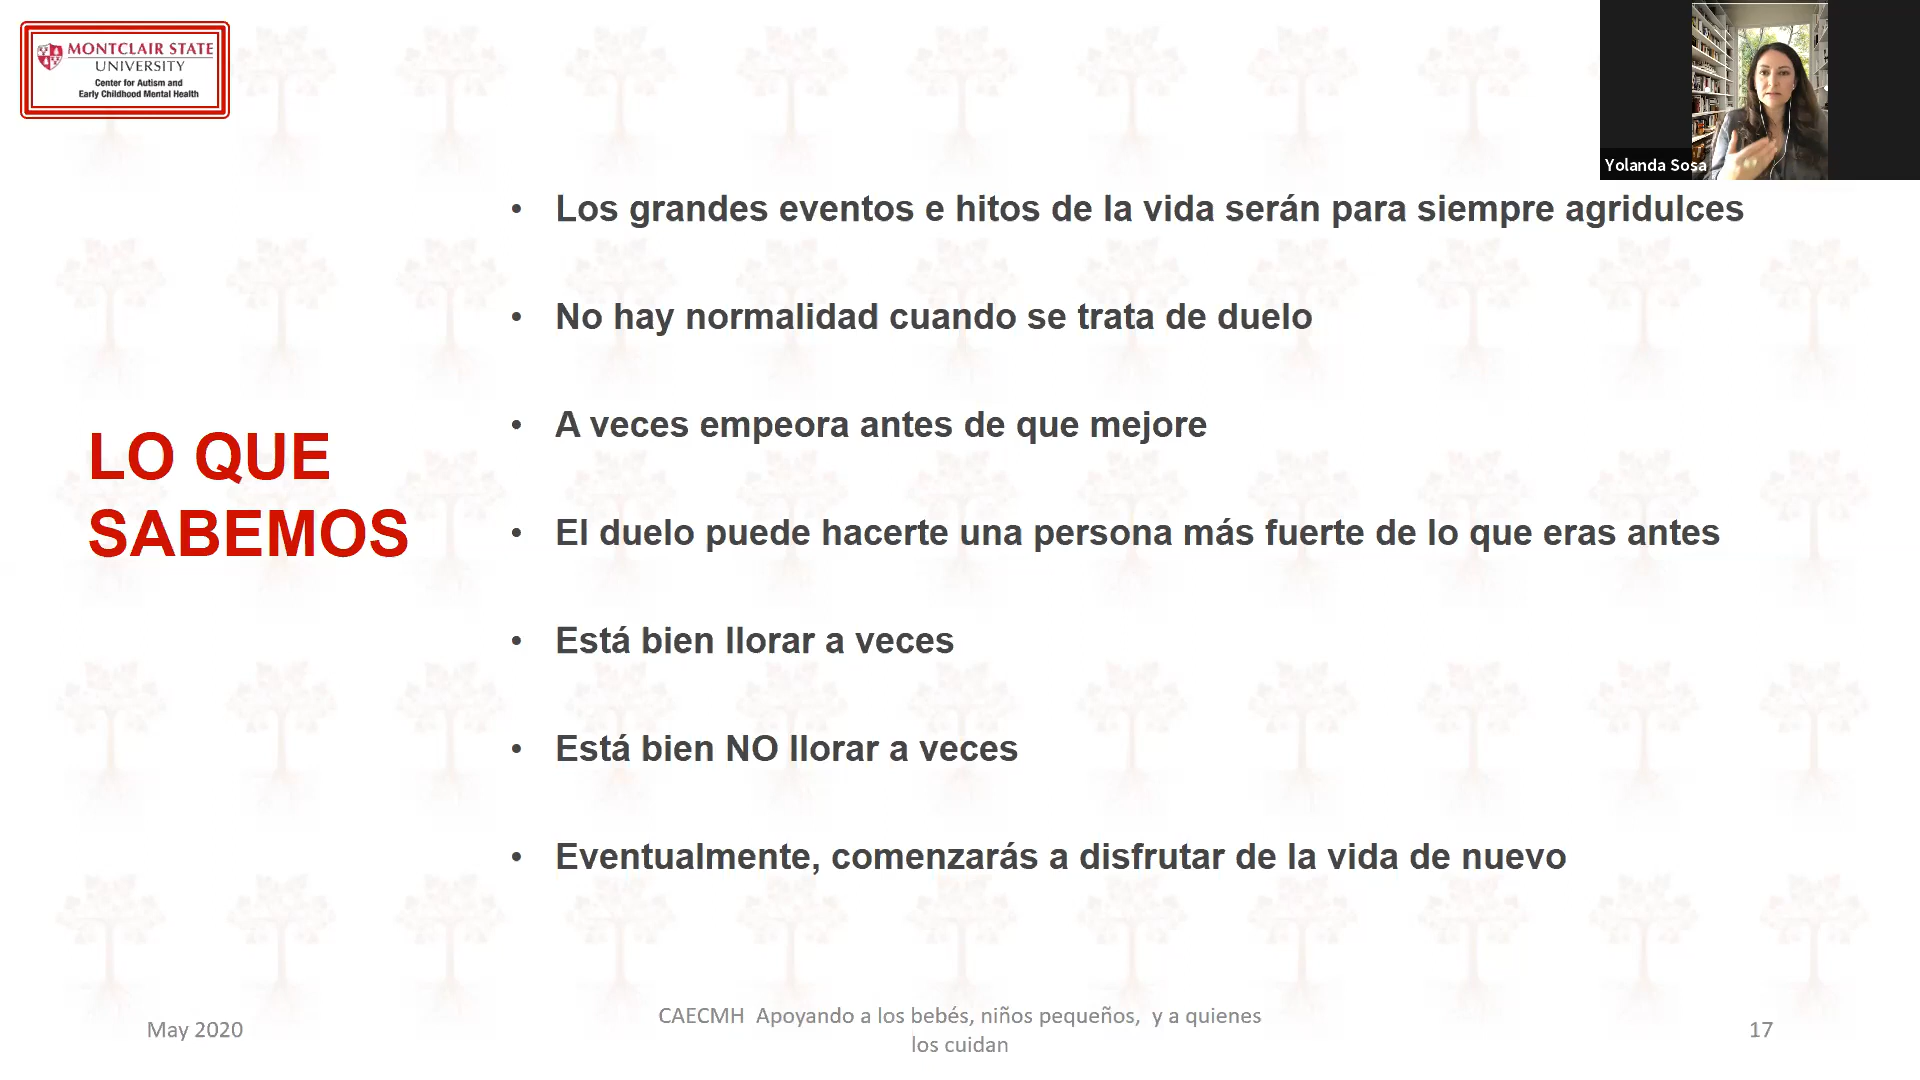 MONTCLAIR STATE
UNIVERSITY
Center for Autism and
Early Childhood Mental Health
Yolanda Sosa
LO QUE
SABEMOS
• Los grandes eventos e hitos de la vida serán para siempre agridulces
• No hay normalidad cuando se trata de duelo
• A veces empeora antes de que mejore
• El duelo puede hacerte una persona más fuerte de lo que eras antes
• Está bien llorar a veces
• Está bien NO llorar a veces
• Eventualmente, comenzarás a disfrutar de la vida de nuevo
May 2020
CAECMH Apoyando a los bebés, niños pequeños, y a quienes
los cuidan
17